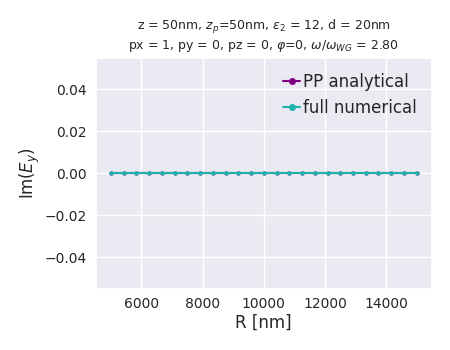 z = 50nm, z_p=50nm, ε_2 = 12, d = 20nm
px = 1, py = 0, pz = 0, φ=0, ω/ω_WG = 2.80
PP analytical
full numerical
Im(E_y)
0.04
0.02
0.00
−0.02
−0.04
6000 8000 10000 12000 14000
R [nm]